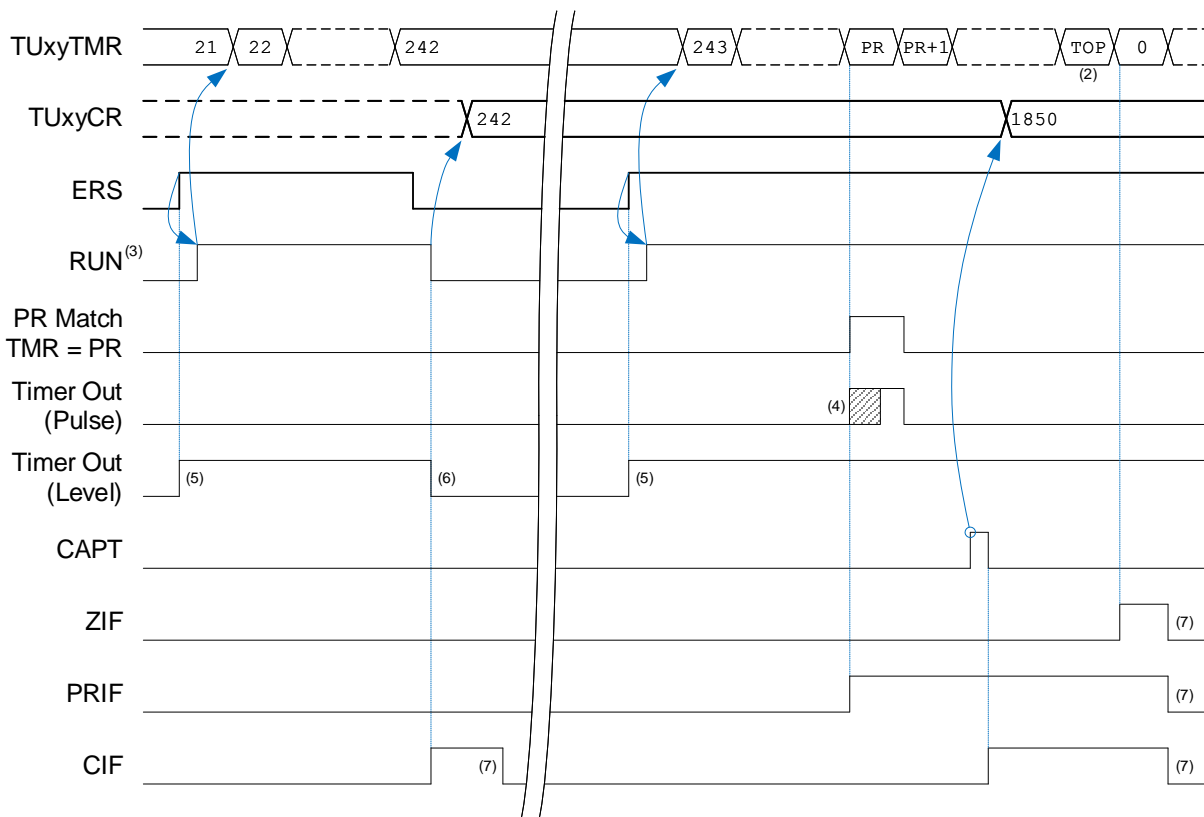 TUxyTMR 21 22 242 243 PR PR+1 TOP 0
(2)
TUxyCR 242 1850
ERS
RUN(3)
PR Match
TMR = PR
Timer Out
(Pulse) (4)
Timer Out
(Level) (5) (6) (5)
CAPT
ZIF (7)
PRIF (7)
CIF (7) (7)